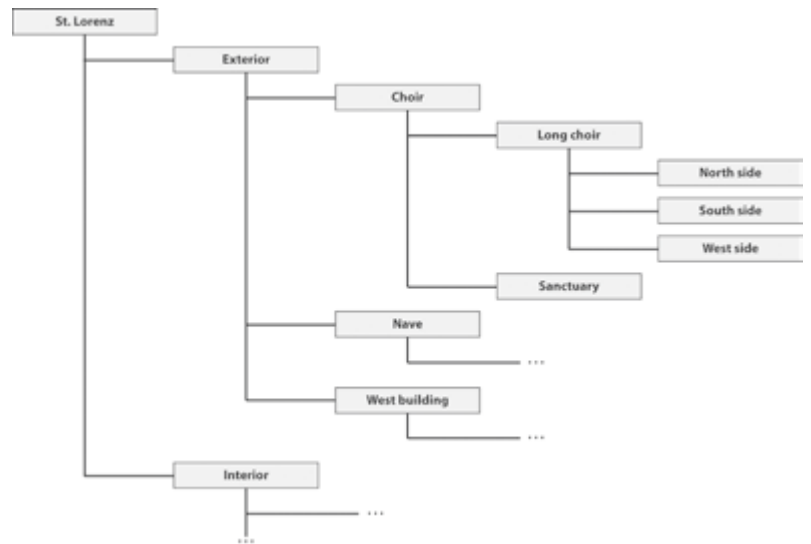 St. Lorenz
Exterior
Choir
Long choir
North side
South side
West side
Sanctuary
Nave
...
West building
...
Interior
...
...